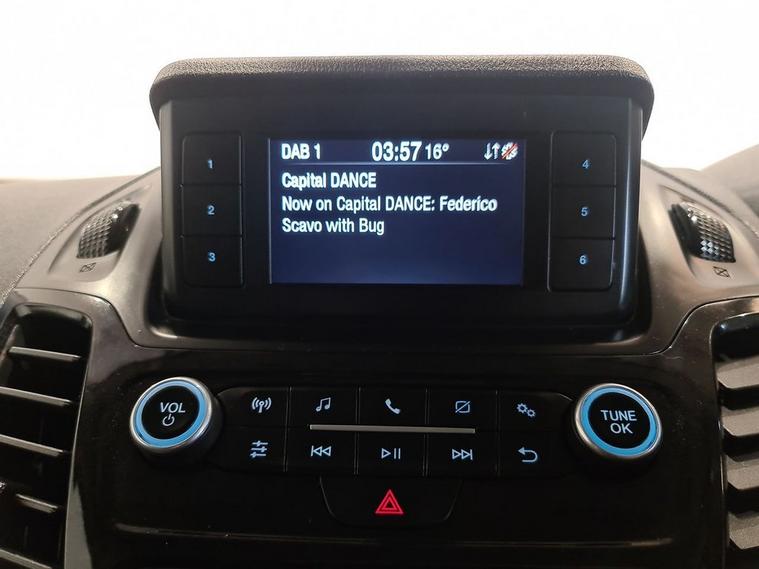 DAB 1 03:57 16°
Capital DANCE
Now on Capital DANCE: Federico
Scavo with Bug
1
2
3
4
5
6
VOL
TUNE
OK